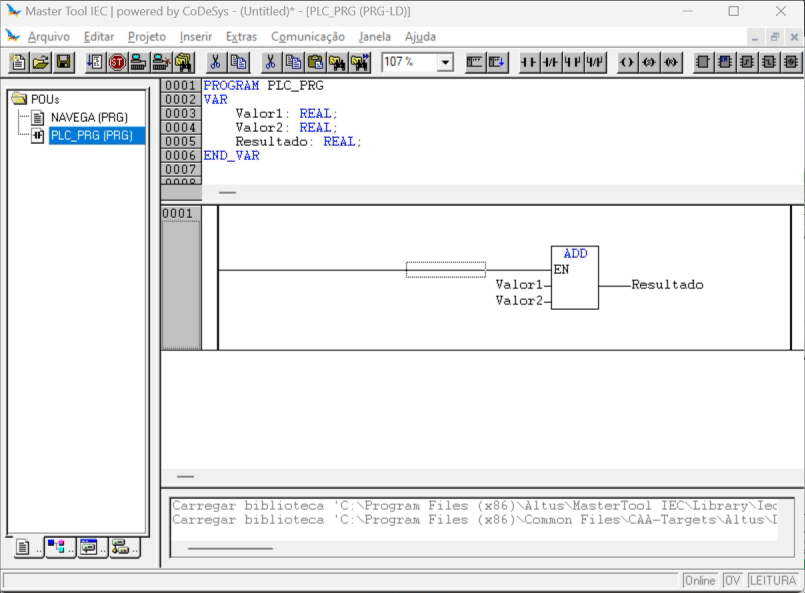 Master Tool IEC | powered by CoDeSys - (Untitled)* - [PLC_PRG (PRG-LD)]
Arquivo Editar Projeto Inserir Extras Comunicação Janela Ajuda
107 %
POUs
NAVEGA (PRG)
PLC_PRG (PRG)
0001 PROGRAM PLC_PRG
0002 VAR
0003 Valor1: REAL;
0004 Valor2: REAL;
0005 Resultado: REAL;
0006 END_VAR
0007
0008
0001
ADD
EN
Valor1 Resultado
Valor2
Carregar biblioteca 'C:\Program Files (x86)\Altus\MasterTool IEC\Library\Iec
Carregar biblioteca 'C:\Program Files (x86)\Common Files\CAA-Targets\Altus\
Online OV LEITURA